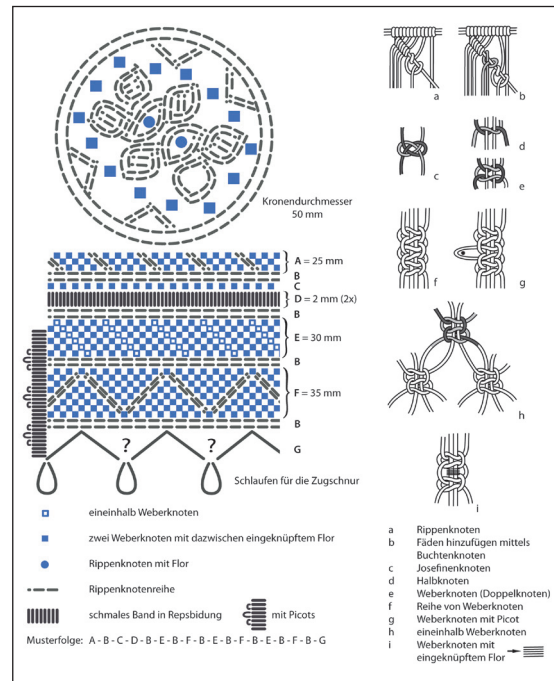 Kronendurchmesser
50 mm
A = 25 mm
B
C
D = 2 mm (2x)
B
E = 30 mm
B
F = 35 mm
B
? ?
G
Schlaufen für die Zugschnur
eineinhalb Weberknoten
zwei Weberknoten mit dazwischen eingeknüpftem Flor
Rippenknoten mit Flor
Rippenknotenreihe
schmales Band in Repsbidung
mit Picots
Musterfolge: A - B - C - D - B - E - B - F - B - E - B - F - B - E - B - F - B - G
a
b
c
d
e
f
g
h
i
a Rippenknoten
b Fäden hinzufügen mittels
Buchtenknoten
c Josefinenknoten
d Halbknoten
e Weberknoten (Doppelknoten)
f Reihe von Weberknoten
g Weberknoten mit Picot
h eineinhalb Weberknoten
i Weberknoten mit
eingeknüpftem Flor